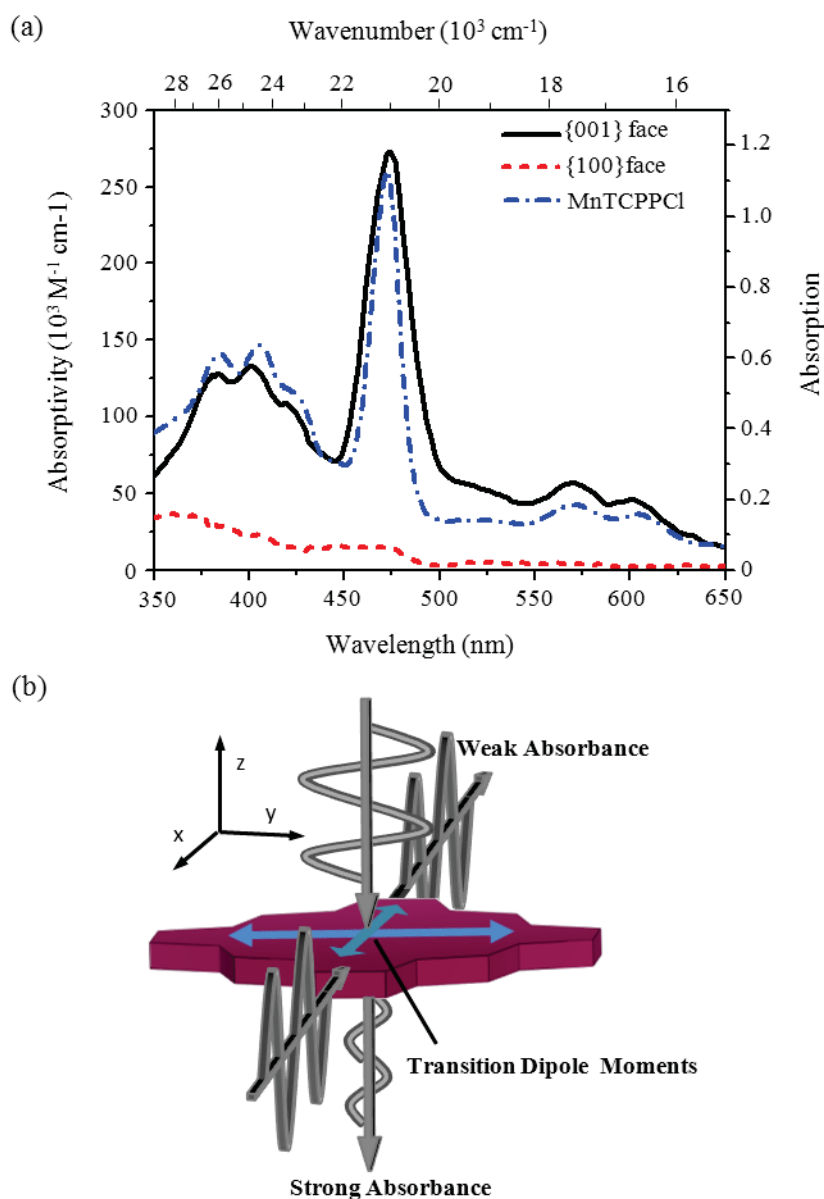 (a)
Wavenumber (10³ cm⁻¹)
28 26 24 22 20 18 16
300
250
200
150
100
50
0
Absorptivity (10³ M⁻¹ cm-1)
{001} face
{100}face
MnTCPPCl
1.2
1.0
0.8
0.6
0.4
0.2
0
Absorption
350 400 450 500 550 600 650
Wavelength (nm)
(b)
Weak Absorbance
z
y
x
Transition Dipole Moments
Strong Absorbance